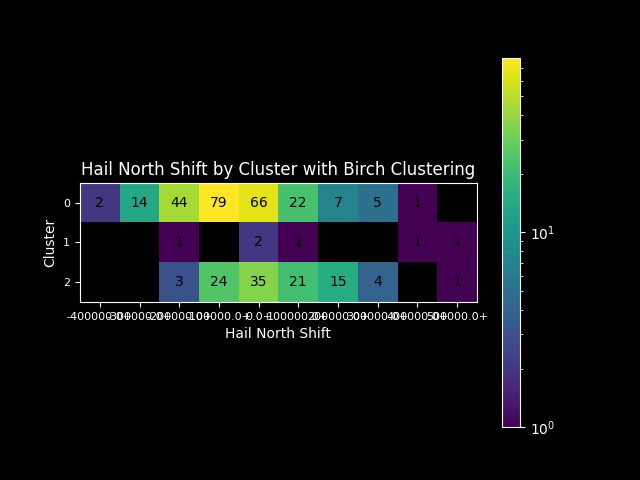 Hail North Shift by Cluster with Birch Clustering
Cluster
0 2 14 44 79 66 22 7 5 1
1 1 2 1 1 1
2 3 24 35 21 15 4 1
0.0+
Hail North Shift
10^1
10^0